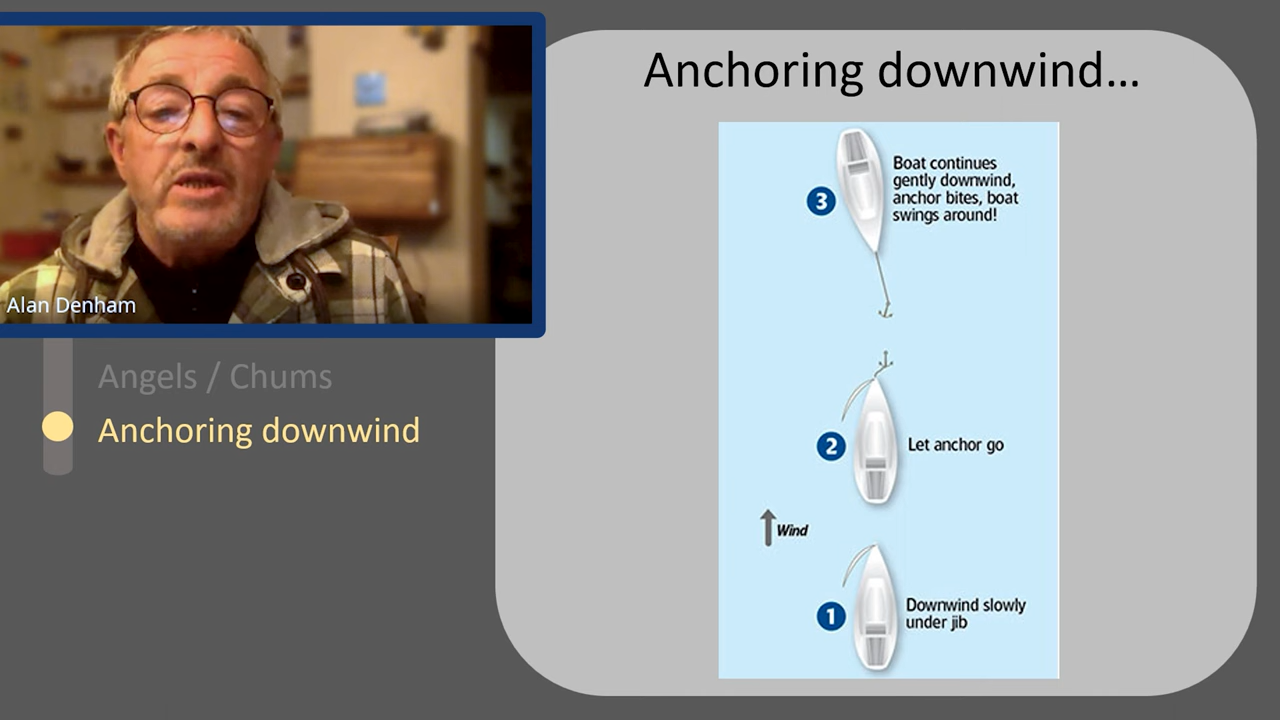 Anchoring downwind...
Alan Denham
Angels / Chums
Anchoring downwind
3
Boat continues
gently downwind,
anchor bites, boat
swings around!
2
Let anchor go
Wind
1
Downwind slowly
under jib